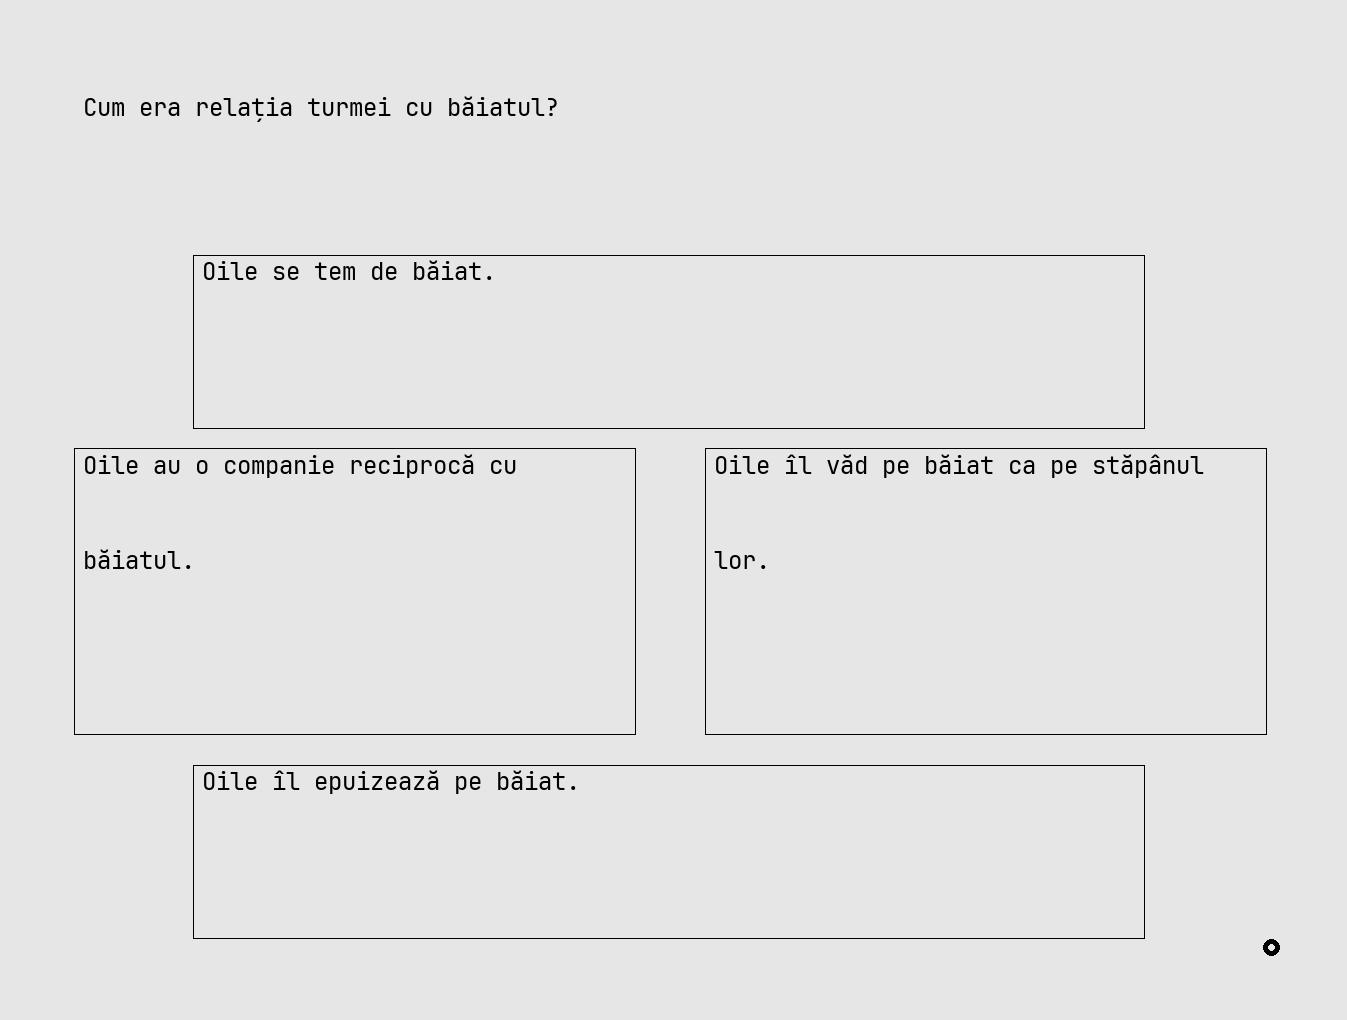 Cum era relația turmei cu băiatul?
Oile se tem de băiat.
Oile au o companie reciprocă cu
băiatul.
Oile îl văd pe băiat ca pe stăpânul
lor.
Oile îl epuizează pe băiat.